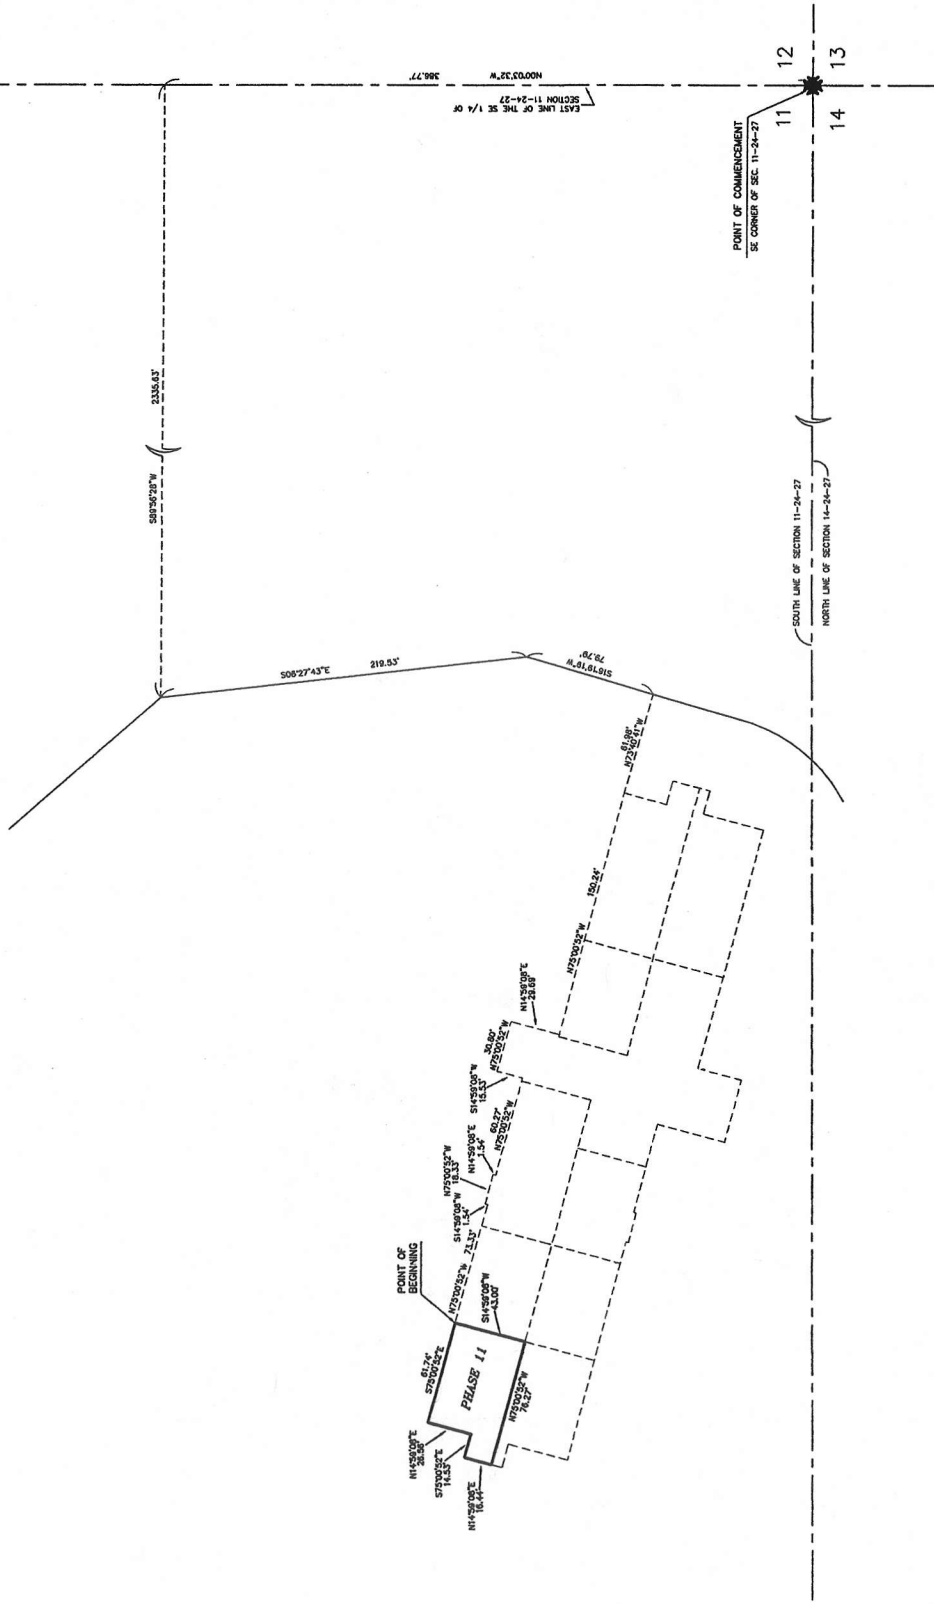 N00°03'32"W 388.77'
EAST LINE OF THE SE 1/4 OF
SECTION 11-24-27
12
13
11
14
POINT OF COMMENCEMENT
SE CORNER OF SEC. 11-24-27
2335.63'
S89°56'28"W
SOUTH LINE OF SECTION 11-24-27
NORTH LINE OF SECTION 14-24-27
S06°27'43"E 219.53'
S16°19'19"W
79.79'
61.98'
N73°40'41"W
150.24'
N75°00'52"W
N14°59'08"E
29.69'
30.60'
N75°00'52"W
S14°59'08"W
15.53'
60.27'
N75°00'52"W
N14°59'08"E
1.54'
N75°00'52"W
18.33'
S14°59'08"W
1.54'
73.33'
N75°00'52"W
POINT OF
BEGINNING
S14°59'08"W
43.00'
61.74'
S75°00'52"E
PHASE 11
N75°00'52"W
76.27'
N14°59'08"E
26.56'
S75°00'52"E
14.53'
N14°59'08"E
16.44'